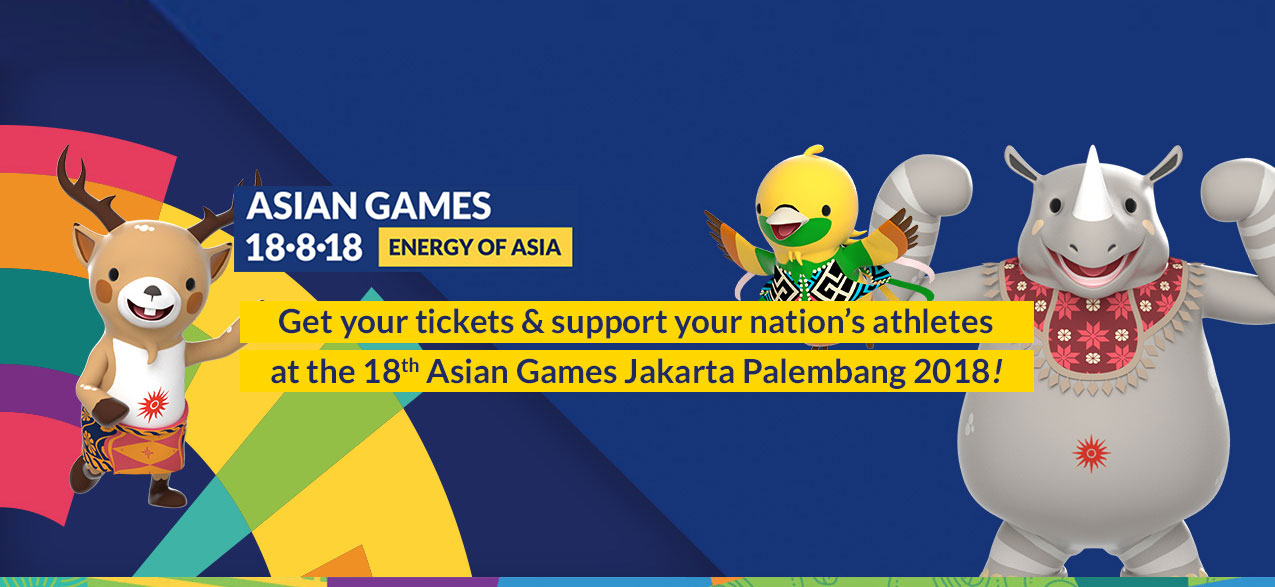 ASIAN GAMES
18•8•18 ENERGY OF ASIA
Get your tickets & support your nation’s athletes
at the 18th Asian Games Jakarta Palembang 2018!